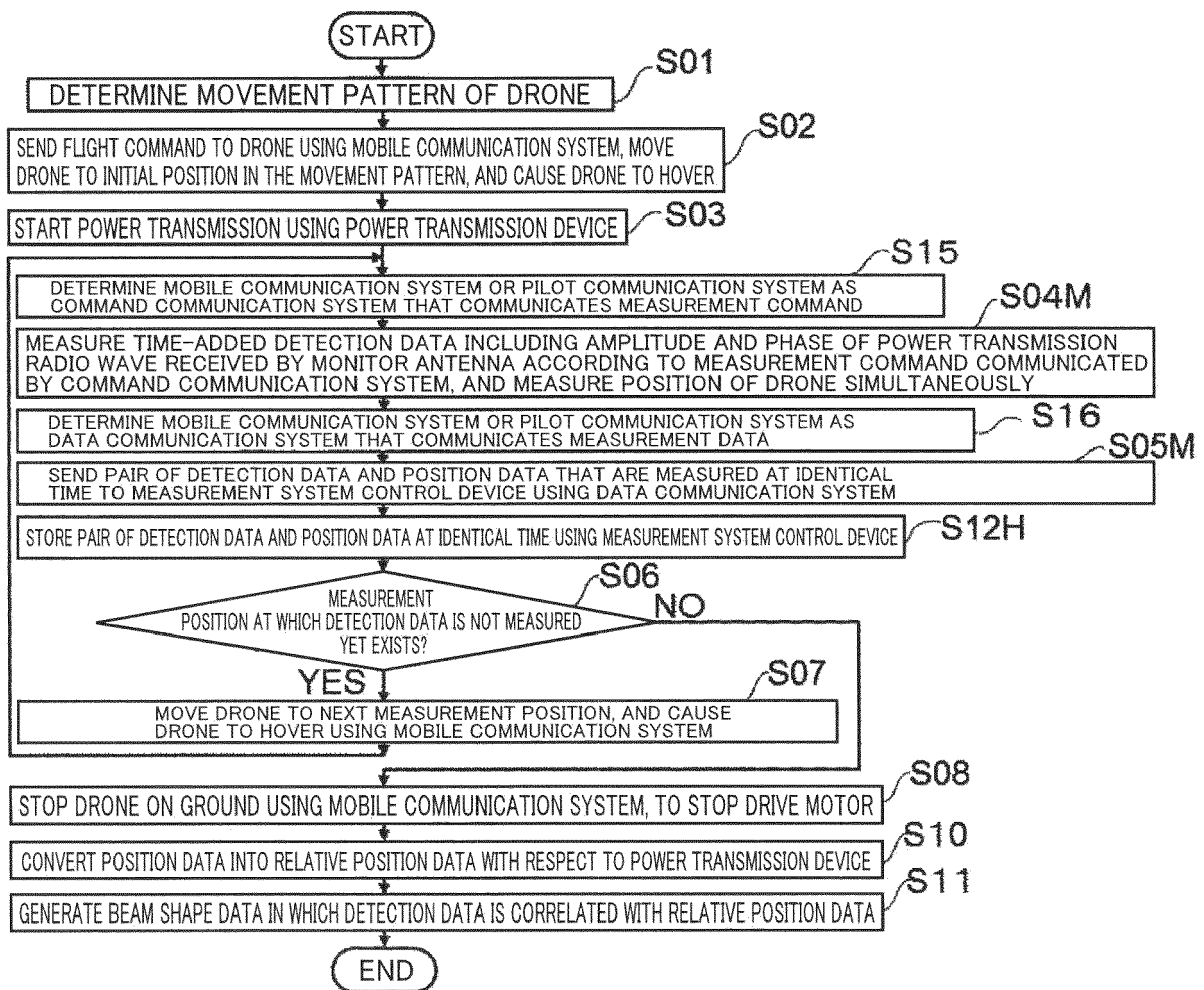 START
S01
DETERMINE MOVEMENT PATTERN OF DRONE
S02
SEND FLIGHT COMMAND TO DRONE USING MOBILE COMMUNICATION SYSTEM, MOVE
DRONE TO INITIAL POSITION IN THE MOVEMENT PATTERN, AND CAUSE DRONE TO HOVER
S03
START POWER TRANSMISSION USING POWER TRANSMISSION DEVICE
S15
DETERMINE MOBILE COMMUNICATION SYSTEM OR PILOT COMMUNICATION SYSTEM AS
COMMAND COMMUNICATION SYSTEM THAT COMMUNICATES MEASUREMENT COMMAND
S04M
MEASURE TIME-ADDED DETECTION DATA INCLUDING AMPLITUDE AND PHASE OF POWER TRANSMISSION
RADIO WAVE RECEIVED BY MONITOR ANTENNA ACCORDING TO MEASUREMENT COMMAND COMMUNICATED
BY COMMAND COMMUNICATION SYSTEM, AND MEASURE POSITION OF DRONE SIMULTANEOUSLY
S16
DETERMINE MOBILE COMMUNICATION SYSTEM OR PILOT COMMUNICATION SYSTEM AS
DATA COMMUNICATION SYSTEM THAT COMMUNICATES MEASUREMENT DATA
S05M
SEND PAIR OF DETECTION DATA AND POSITION DATA THAT ARE MEASURED AT IDENTICAL
TIME TO MEASUREMENT SYSTEM CONTROL DEVICE USING DATA COMMUNICATION SYSTEM
S12H
STORE PAIR OF DETECTION DATA AND POSITION DATA AT IDENTICAL TIME USING MEASUREMENT SYSTEM CONTROL DEVICE
S06
MEASUREMENT
POSITION AT WHICH DETECTION DATA IS NOT MEASURED
YET EXISTS?
NO
YES
S07
MOVE DRONE TO NEXT MEASUREMENT POSITION, AND CAUSE
DRONE TO HOVER USING MOBILE COMMUNICATION SYSTEM
S08
STOP DRONE ON GROUND USING MOBILE COMMUNICATION SYSTEM, TO STOP DRIVE MOTOR
S10
CONVERT POSITION DATA INTO RELATIVE POSITION DATA WITH RESPECT TO POWER TRANSMISSION DEVICE
S11
GENERATE BEAM SHAPE DATA IN WHICH DETECTION DATA IS CORRELATED WITH RELATIVE POSITION DATA
END